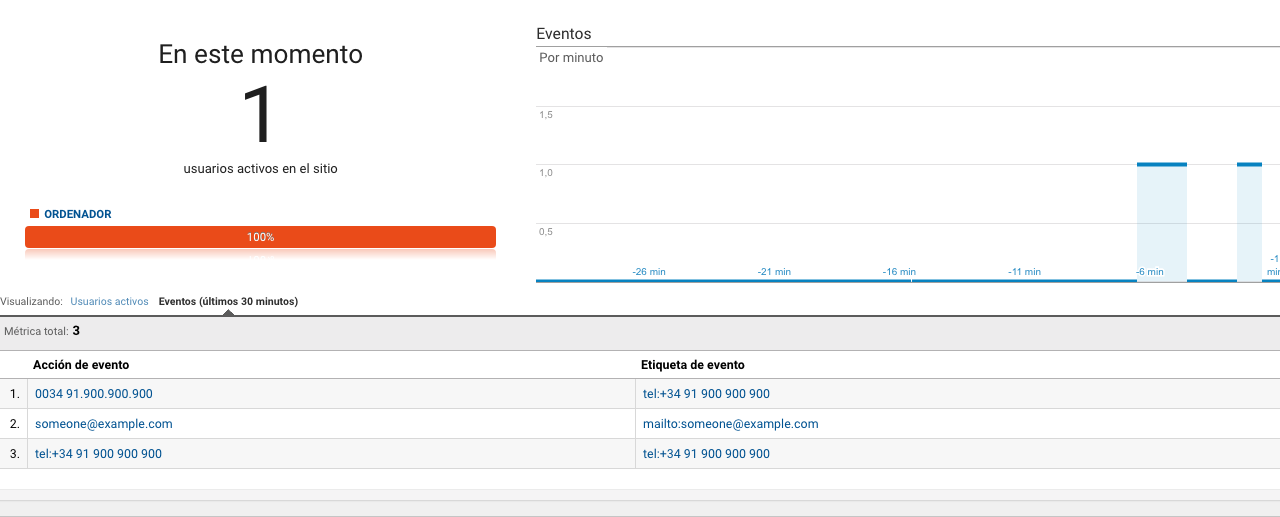 En este momento
1
usuarios activos en el sitio
ORDENADOR
100%
Eventos
Por minuto
1,5
1,0
0,5
-26 min
-21 min
-16 min
-11 min
-6 min
-1
min
Visualizando: Usuarios activos Eventos (últimos 30 minutos)
Métrica total: 3
Acción de evento Etiqueta de evento
1. 0034 91.900.900.900 tel:+34 91 900 900 900
2. someone@example.com mailto:someone@example.com
3. tel:+34 91 900 900 900 tel:+34 91 900 900 900